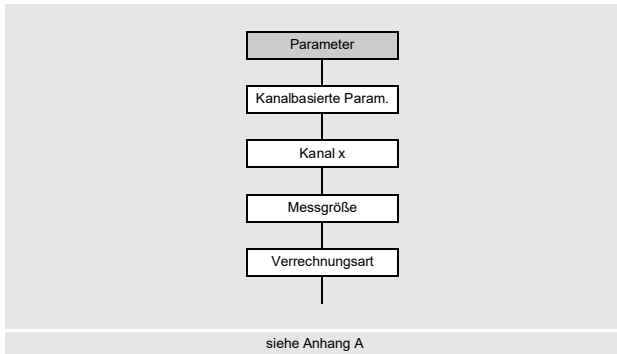 Parameter
Kanalbasierte Param.
Kanal x
Messgröße
Verrechnungsart
siehe Anhang A